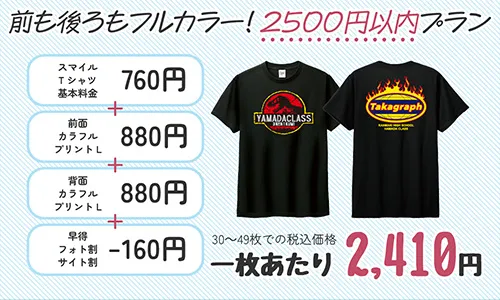 前も後ろもフルカラー!2500円以内プラン
スマイル
Tシャツ
基本料金
760円
+
前面
カラフル
プリントL
880円
+
背面
カラフル
プリントL
880円
+
早得
フォト割
サイト割
-160円
YAMADACLASS
Takagraph
KANMURI HIGH SCHOOL
30〜49枚での税込価格
一枚あたり 2,410円